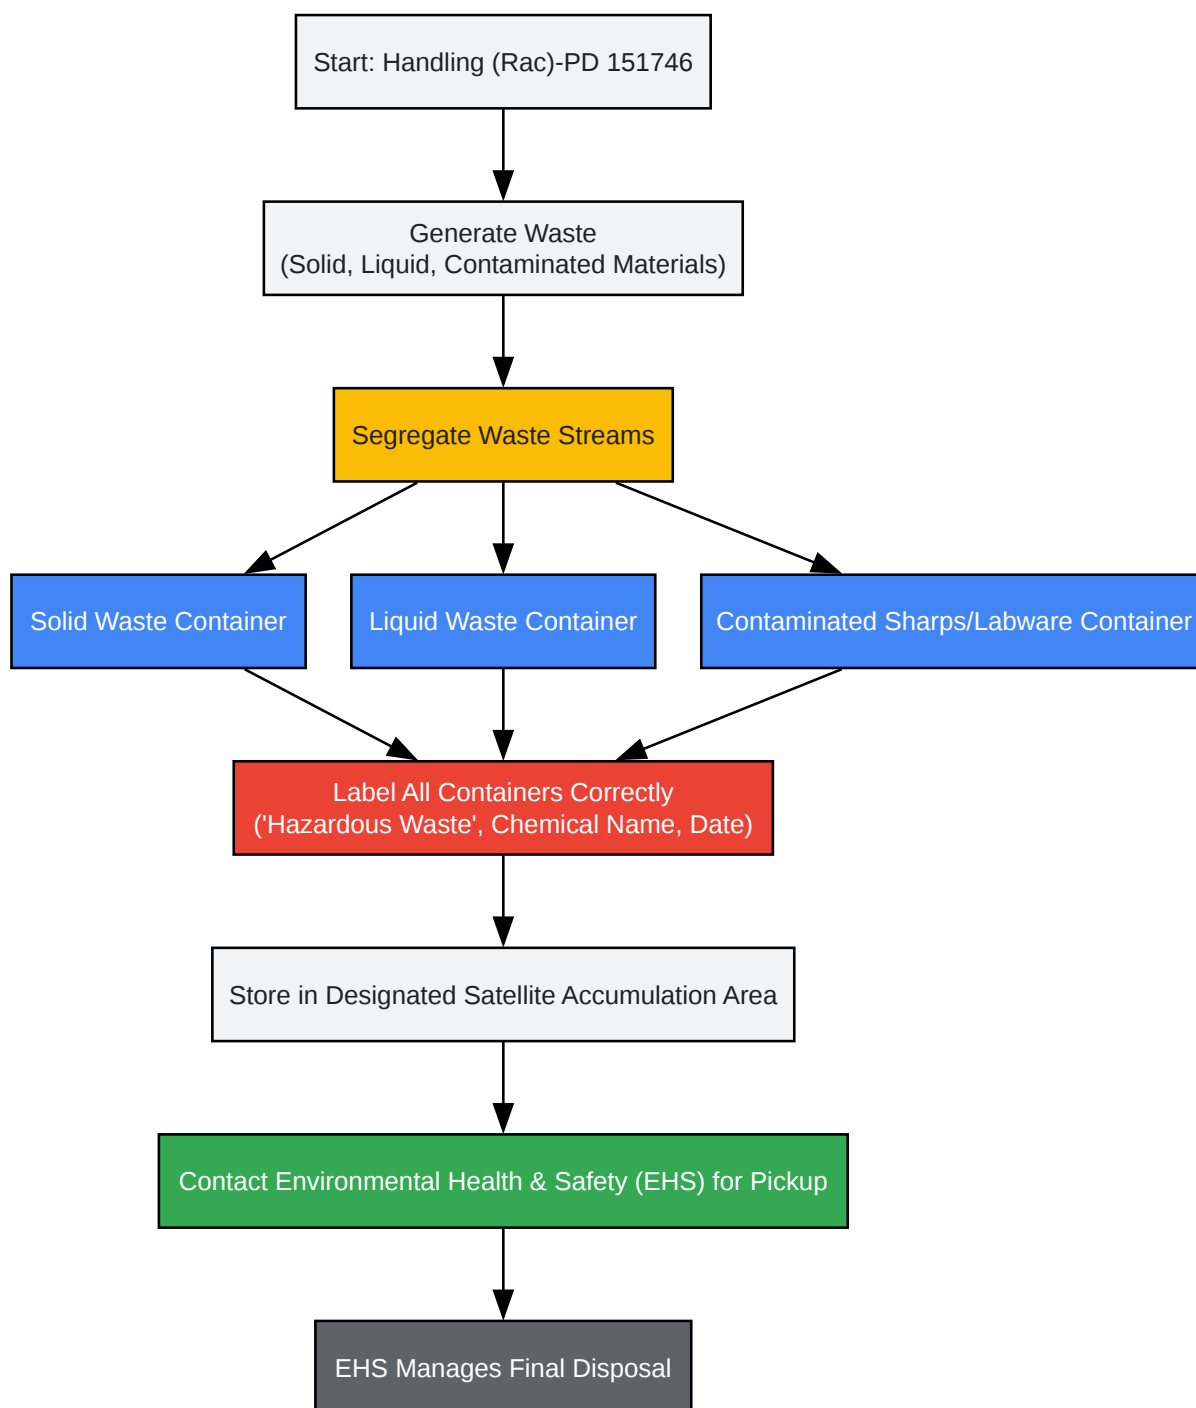 Start: Handling (Rac)-PD 151746
Generate Waste
(Solid, Liquid, Contaminated Materials)
Segregate Waste Streams
Solid Waste Container
Liquid Waste Container
Contaminated Sharps/Labware Container
Label All Containers Correctly
('Hazardous Waste', Chemical Name, Date)
Store in Designated Satellite Accumulation Area
Contact Environmental Health & Safety (EHS) for Pickup
EHS Manages Final Disposal